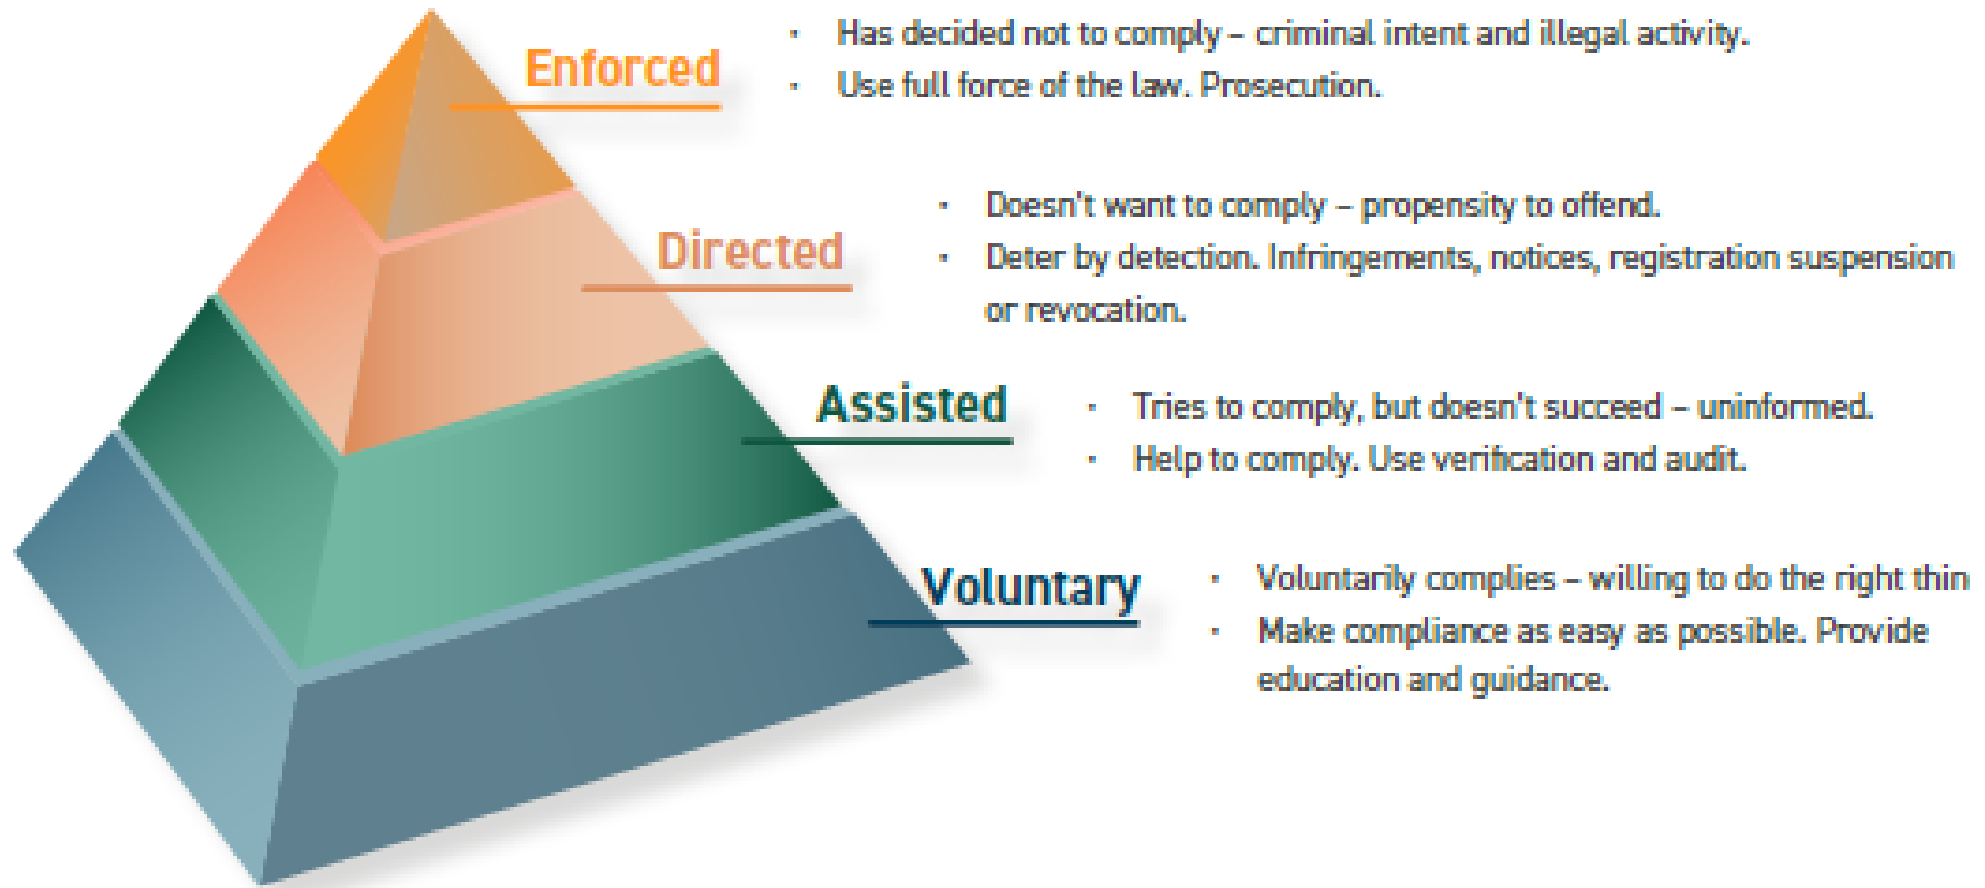 Enforced
· Has decided not to comply – criminal intent and illegal activity.
· Use full force of the law. Prosecution.
Directed
· Doesn't want to comply – propensity to offend.
· Deter by detection. Infringements, notices, registration suspension
or revocation.
Assisted
· Tries to comply, but doesn't succeed – uninformed.
· Help to comply. Use verification and audit.
Voluntary
· Voluntarily complies – willing to do the right thin
· Make compliance as easy as possible. Provide
education and guidance.